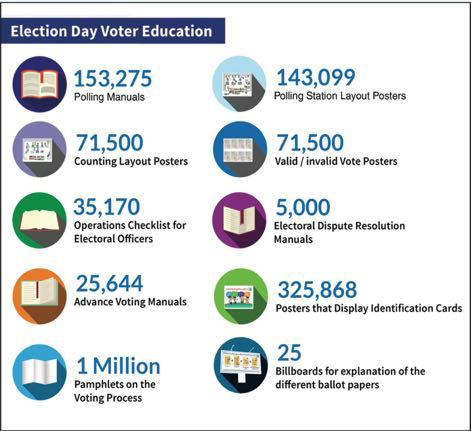 Election Day Voter Education
153,275
Polling Manuals
143,099
Polling Station Layout Posters
71,500
Counting Layout Posters
71,500
Valid / invalid Vote Posters
35,170
Operations Checklist for
Electoral Officers
5,000
Electoral Dispute Resolution
Manuals
25,644
Advance Voting Manuals
325,868
Posters that Display Identification Cards
1 Million
Pamphlets on the
Voting Process
25
Billboards for explanation of the
different ballot papers